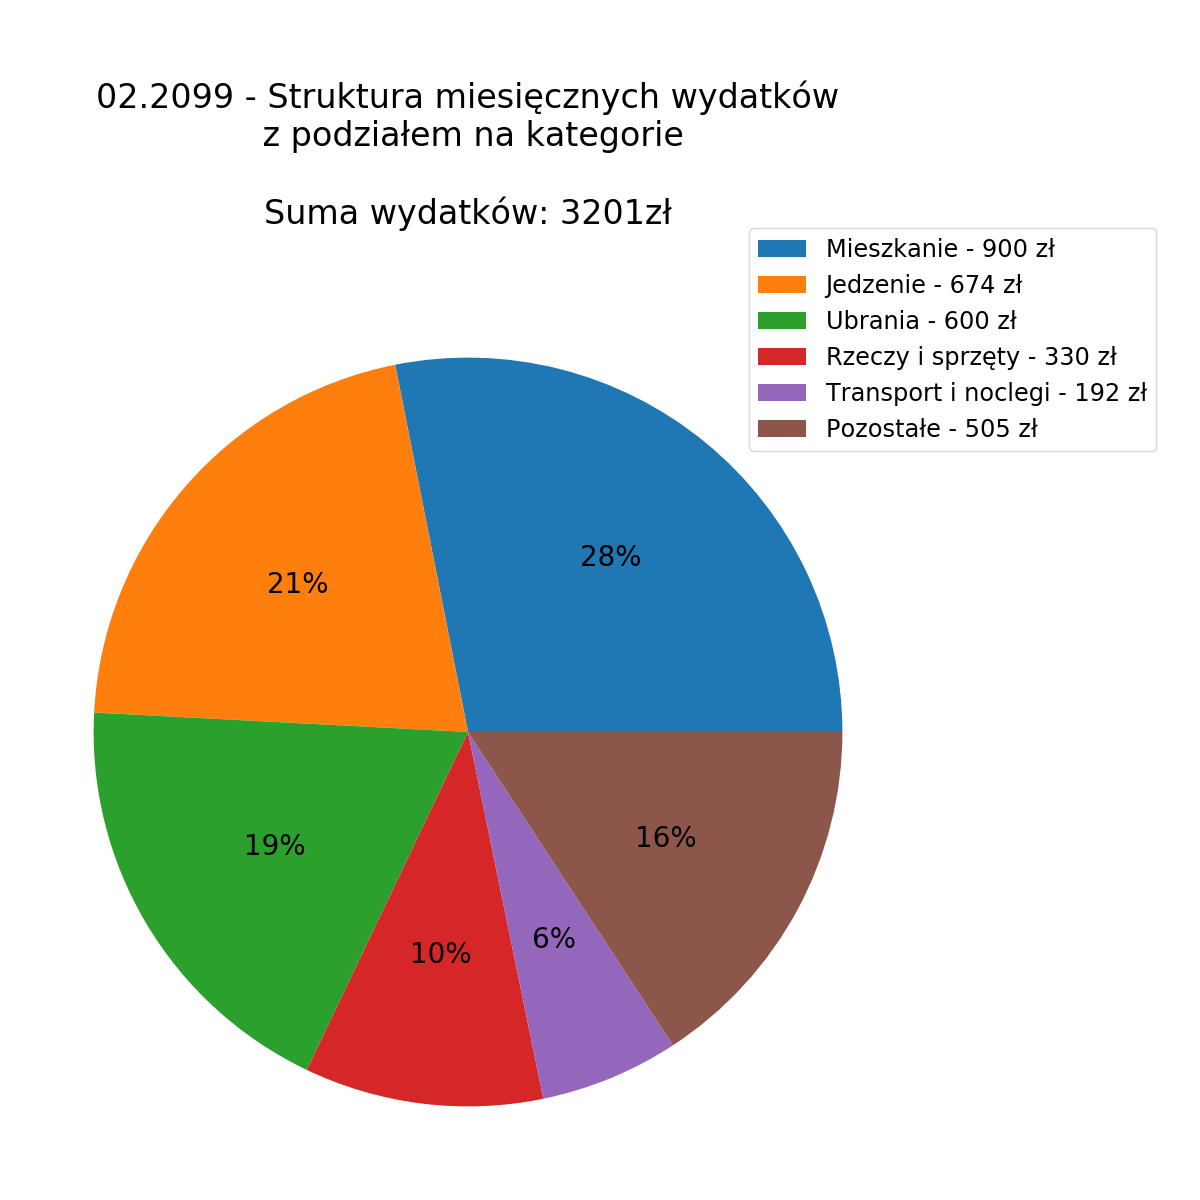 02.2099 - Struktura miesięcznych wydatków
z podziałem na kategorie
Suma wydatków: 3201zł
Mieszkanie - 900 zł
Jedzenie - 674 zł
Ubrania - 600 zł
Rzeczy i sprzęty - 330 zł
Transport i noclegi - 192 zł
Pozostałe - 505 zł
28%
21%
19%
16%
6%
10%